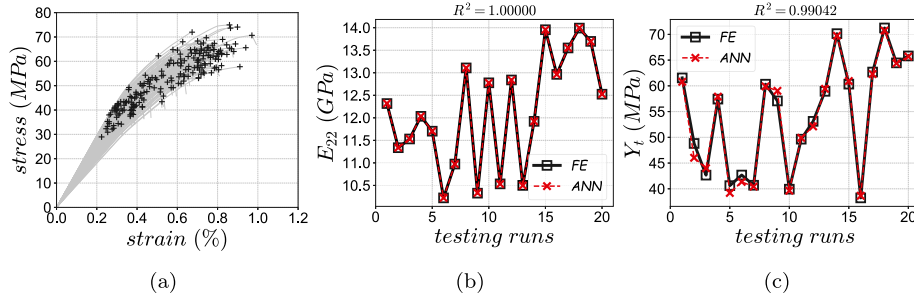 R² = 1.00000
R² = 0.99042
stress (MPa)
80
70
60
50
40
30
20
10
0
0.0
0.2
0.4
0.6
0.8
1.0
1.2
strain (%)
(a)
E₂₂ (GPa)
14.0
13.5
13.0
12.5
12.0
11.5
11.0
10.5
FE
ANN
0
5
10
15
20
testing runs
(b)
Yₜ (MPa)
70
65
60
55
50
45
40
FE
ANN
0
5
10
15
20
testing runs
(c)